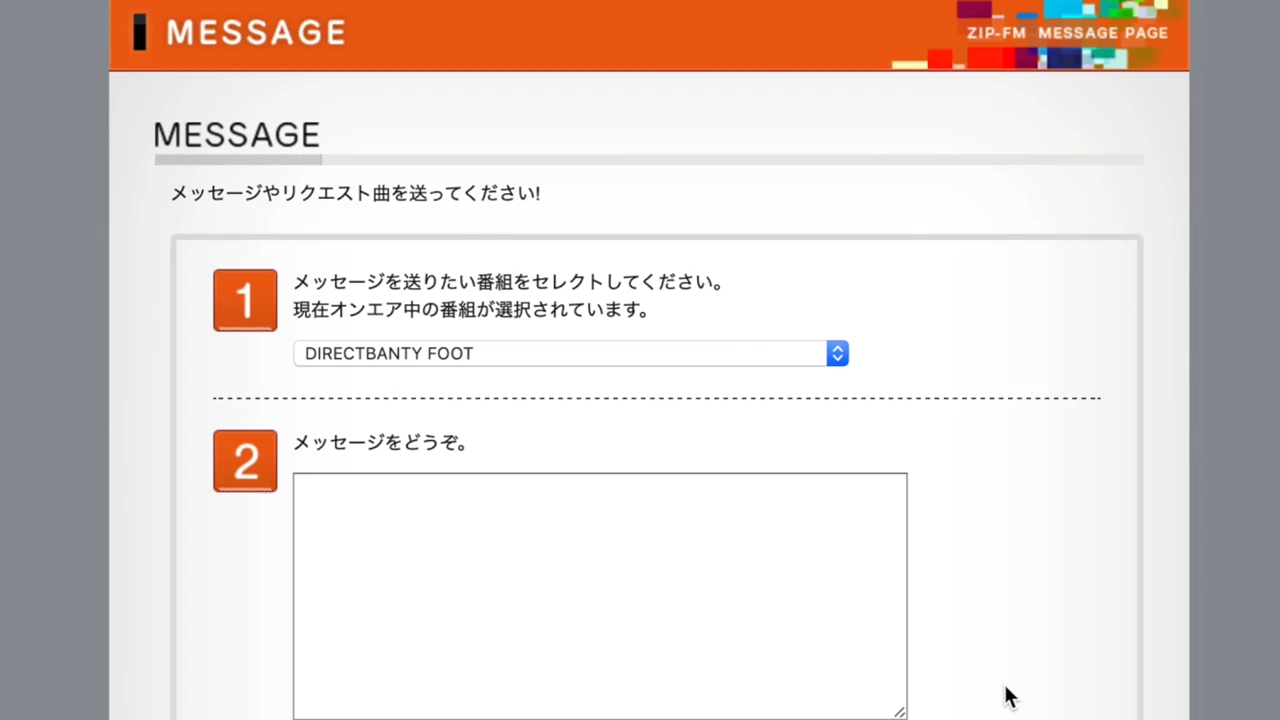 MESSAGE
ZIP-FM MESSAGE PAGE
MESSAGE
メッセージやリクエスト曲を送ってください!
1
メッセージを送りたい番組をセレクトしてください。
現在オンエア中の番組が選択されています。
DIRECTBANTY FOOT
2
メッセージをどうぞ。